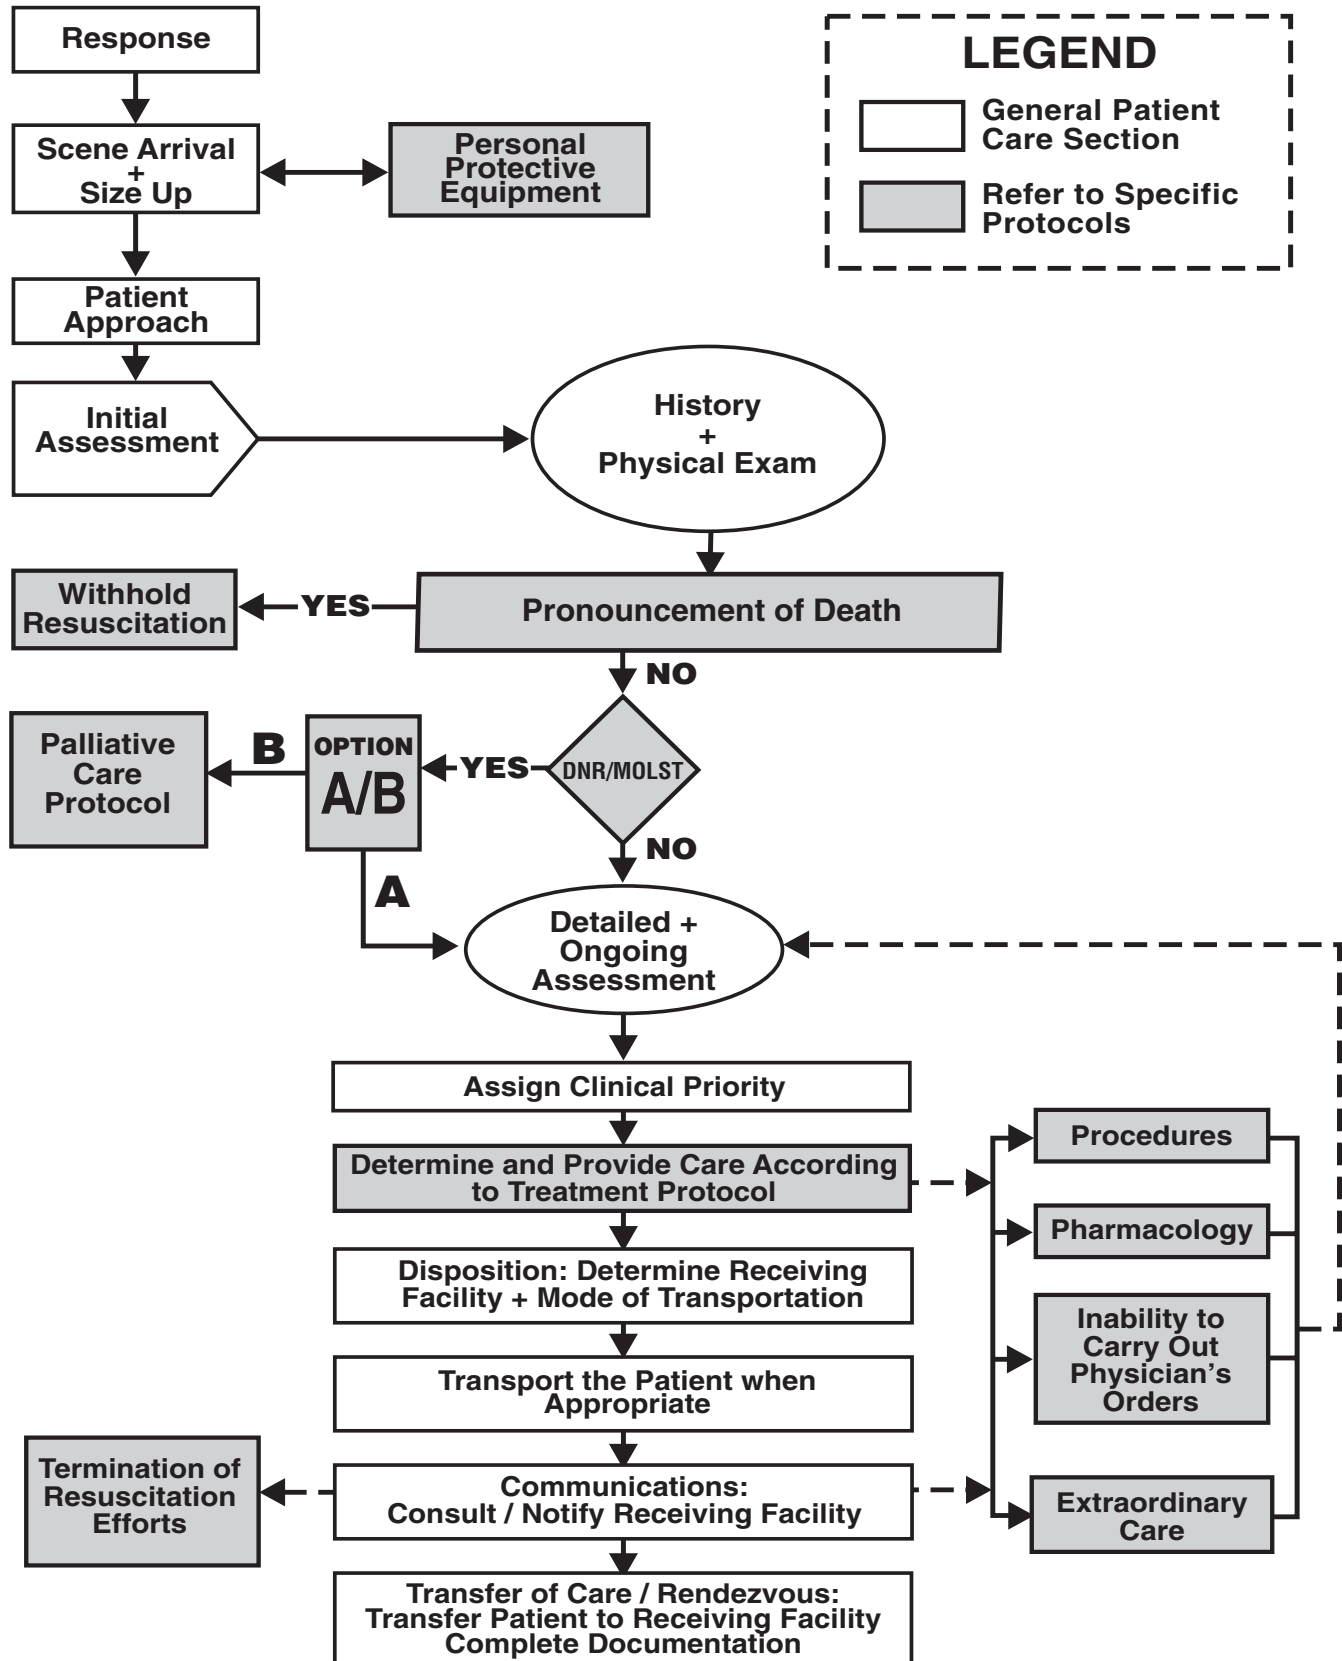 Response
LEGEND
General Patient
Care Section
Refer to Specific
Protocols
Scene Arrival
+
Size Up
Personal
Protective
Equipment
Patient
Approach
Initial
Assessment
History
+
Physical Exam
Withhold
Resuscitation
YES
Pronouncement of Death
NO
Palliative
Care
Protocol
B
OPTION
A/B
YES
DNR/MOLST
NO
A
Detailed +
Ongoing
Assessment
Assign Clinical Priority
Determine and Provide Care According
to Treatment Protocol
Disposition: Determine Receiving
Facility + Mode of Transportation
Transport the Patient when
Appropriate
Communications:
Consult / Notify Receiving Facility
Transfer of Care / Rendezvous:
Transfer Patient to Receiving Facility
Complete Documentation
Termination of
Resuscitation
Efforts
Procedures
Pharmacology
Inability to
Carry Out
Physician's
Orders
Extraordinary
Care